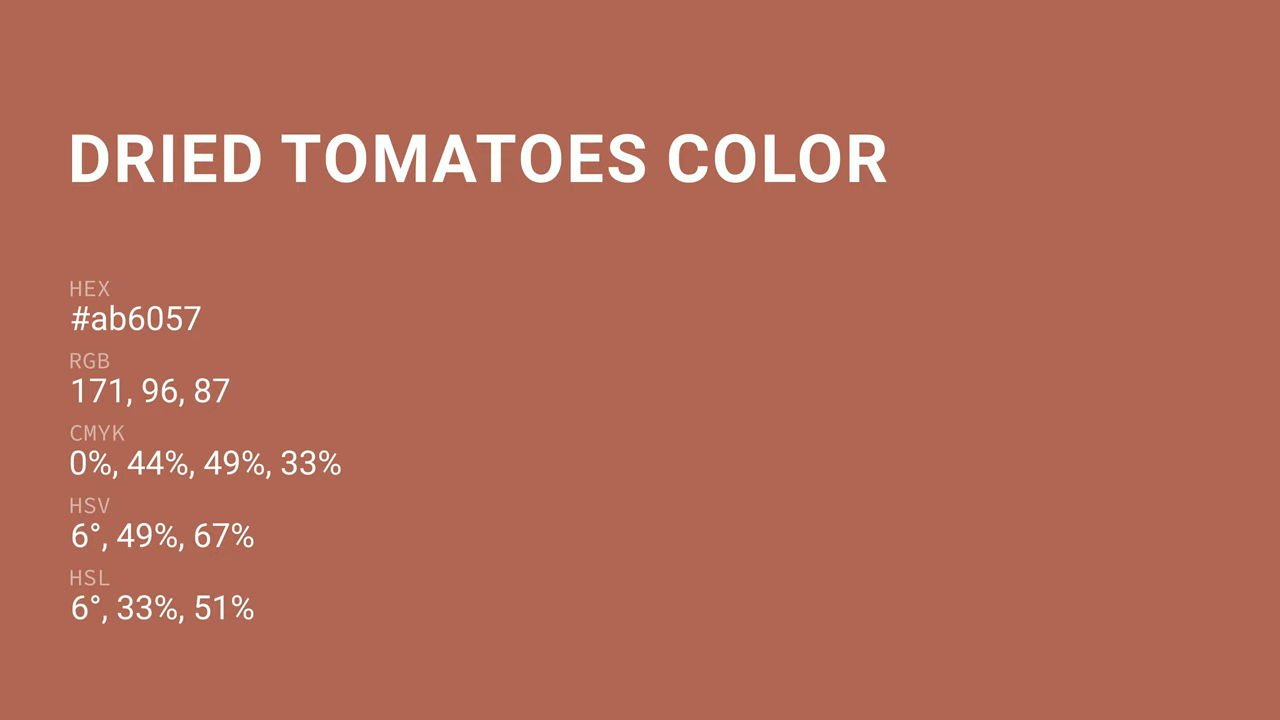 DRIED TOMATOES COLOR
HEX
#ab6057
RGB
171, 96, 87
CMYK
0%, 44%, 49%, 33%
HSV
6°, 49%, 67%
HSL
6°, 33%, 51%